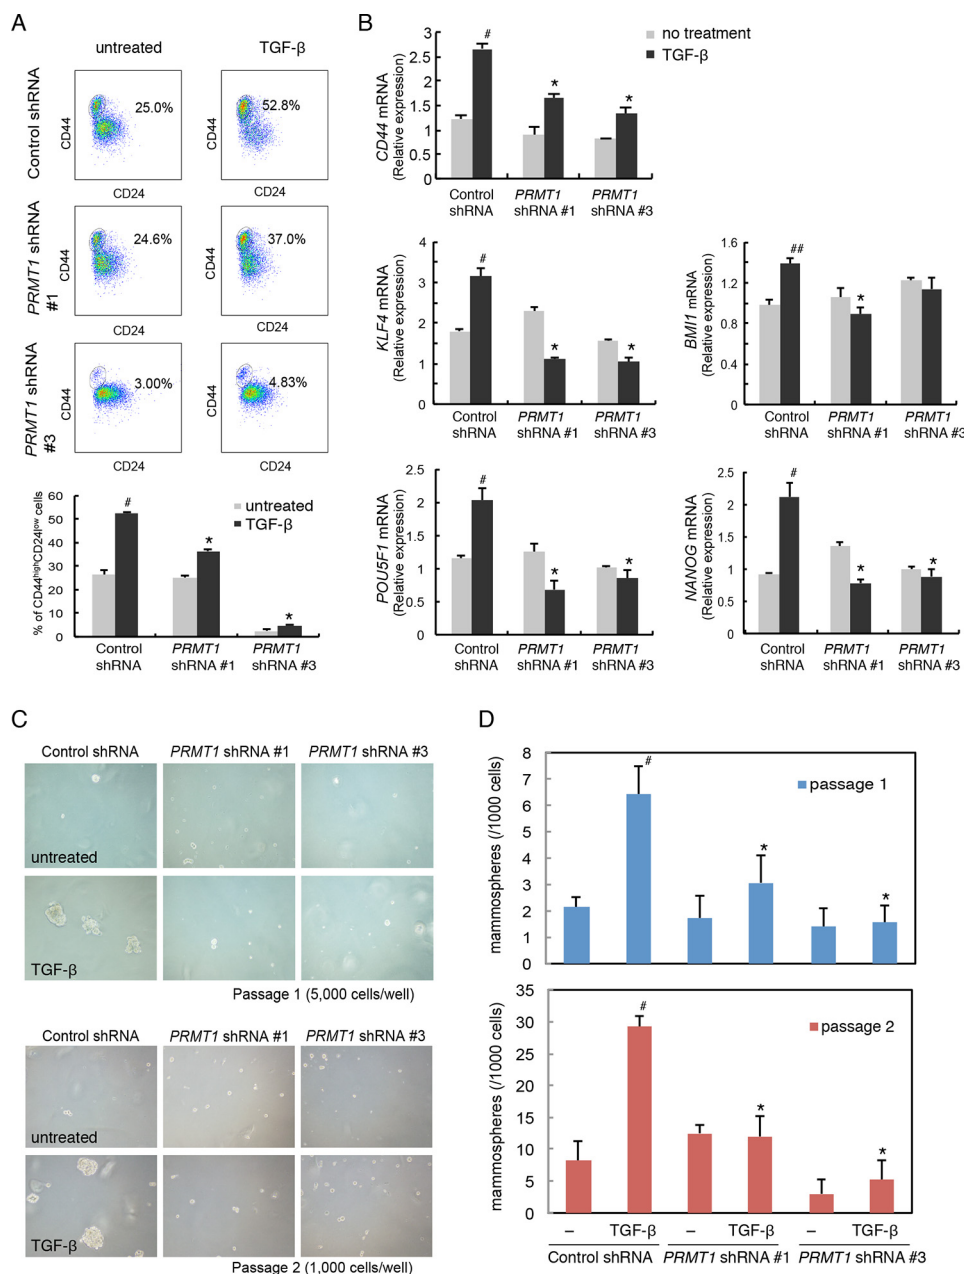 A
untreated
TGF-β
Control shRNA
CD44
25.0%
CD24
CD44
52.8%
CD24
PRMT1 shRNA
#1
CD44
24.6%
CD24
CD44
37.0%
CD24
PRMT1 shRNA
#3
CD44
3.00%
CD24
CD44
4.83%
CD24
% of CD44highCD24low cells
60
50
40
30
20
10
0
#
*
*
untreated
TGF-β
Control
shRNA
PRMT1
shRNA #1
PRMT1
shRNA #3
B
no treatment
TGF-β
CD44 mRNA
(Relative expression)
3
2.5
2
1.5
1
0.5
0
#
*
*
Control
shRNA
PRMT1
shRNA #1
PRMT1
shRNA #3
KLF4 mRNA
(Relative expression)
4
3
2
1
0
#
*
*
Control
shRNA
PRMT1
shRNA #1
PRMT1
shRNA #3
BMI1 mRNA
(Relative expression)
1.6
1.2
0.8
0.4
0
##
*
Control
shRNA
PRMT1
shRNA #1
PRMT1
shRNA #3
POU5F1 mRNA
(Relative expression)
2.5
2
1.5
1
0.5
0
#
*
*
Control
shRNA
PRMT1
shRNA #1
PRMT1
shRNA #3
NANOG mRNA
(Relative expression)
2.5
2
1.5
1
0.5
0
#
*
*
Control
shRNA
PRMT1
shRNA #1
PRMT1
shRNA #3
C
Control shRNA
PRMT1 shRNA #1
PRMT1 shRNA #3
untreated
TGF-β
Passage 1 (5,000 cells/well)
Control shRNA
PRMT1 shRNA #1
PRMT1 shRNA #3
untreated
TGF-β
Passage 2 (1,000 cells/well)
D
mammospheres (/1000 cells)
8
7
6
5
4
3
2
1
0
#
*
*
passage 1
mammospheres (/1000 cells)
35
30
25
20
15
10
5
0
#
*
*
passage 2
–
TGF-β
–
TGF-β
–
TGF-β
Control shRNA
PRMT1 shRNA #1
PRMT1 shRNA #3